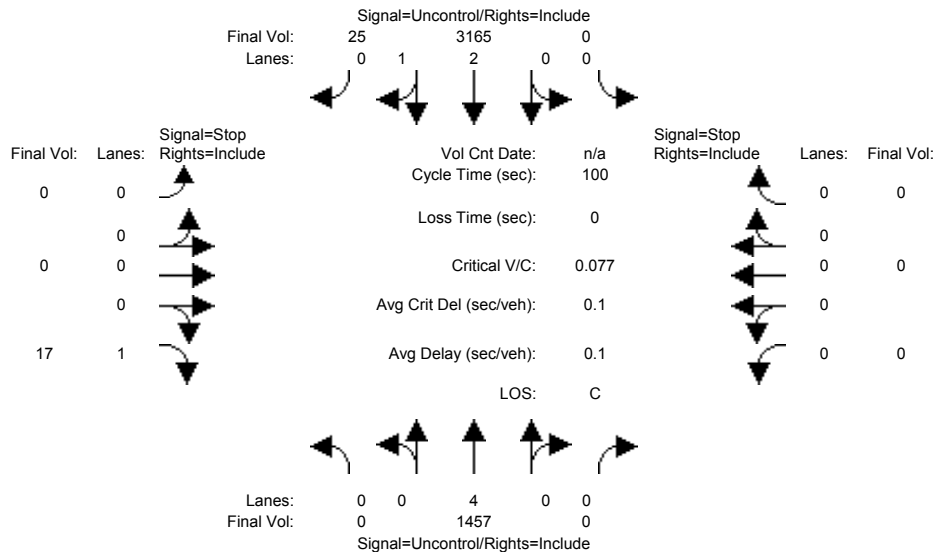 Signal=Uncontrol/Rights=Include
Final Vol: 25 3165 0
Lanes: 0 1 2 0 0
Signal=Stop Signal=Stop
Final Vol: Lanes: Rights=Include Vol Cnt Date: n/a Rights=Include Lanes: Final Vol:
Cycle Time (sec): 100
0 0 0 0
Loss Time (sec): 0
0 0
0 0 Critical V/C: 0.077 0 0
0 Avg Crit Del (sec/veh): 0.1 0
17 1 Avg Delay (sec/veh): 0.1 0 0
LOS: C
Lanes: 0 0 4 0 0
Final Vol: 0 1457 0
Signal=Uncontrol/Rights=Include